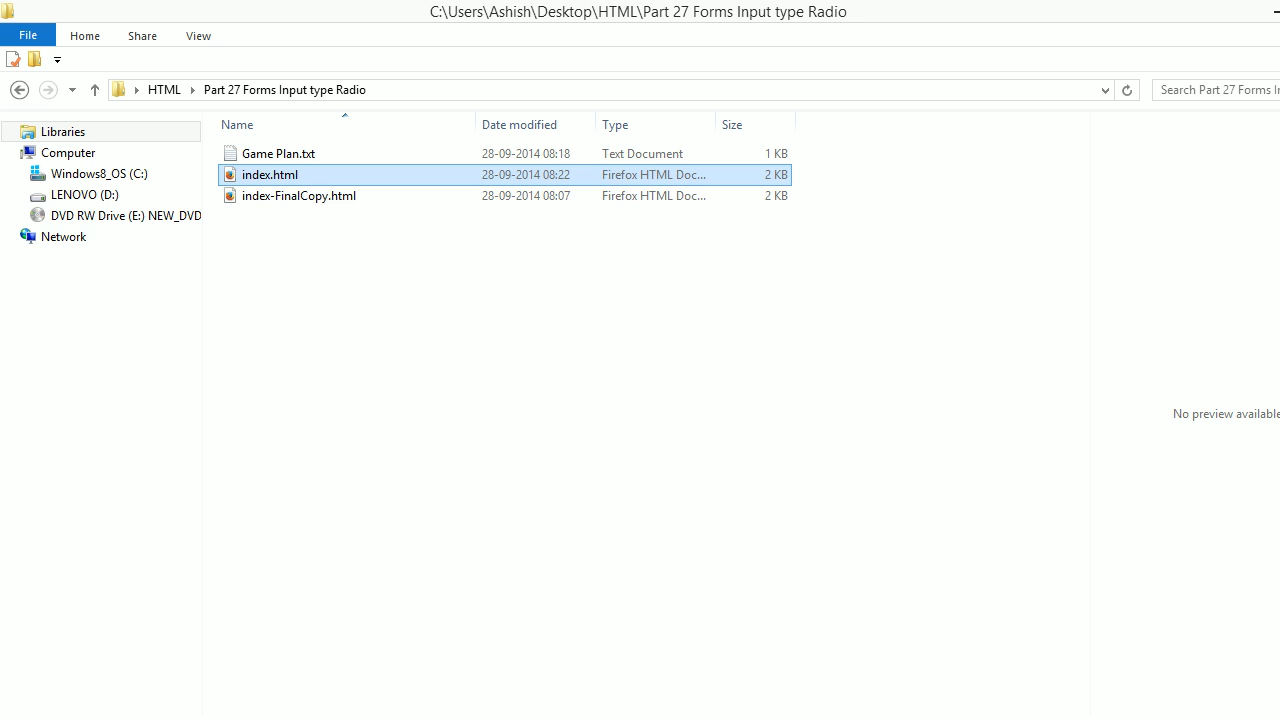 C:\Users\Ashish\Desktop\HTML\Part 27 Forms Input type Radio
File Home Share View
HTML Part 27 Forms Input type Radio
Search Part 27 Forms
Name Date modified Type Size
Libraries
Computer
Windows8_OS (C:)
LENOVO (D:)
DVD RW Drive (E:) NEW_DVD
Network
Game Plan.txt 28-09-2014 08:18 Text Document 1 KB
index.html 28-09-2014 08:22 Firefox HTML Doc... 2 KB
index-FinalCopy.html 28-09-2014 08:07 Firefox HTML Doc... 2 KB
No preview available